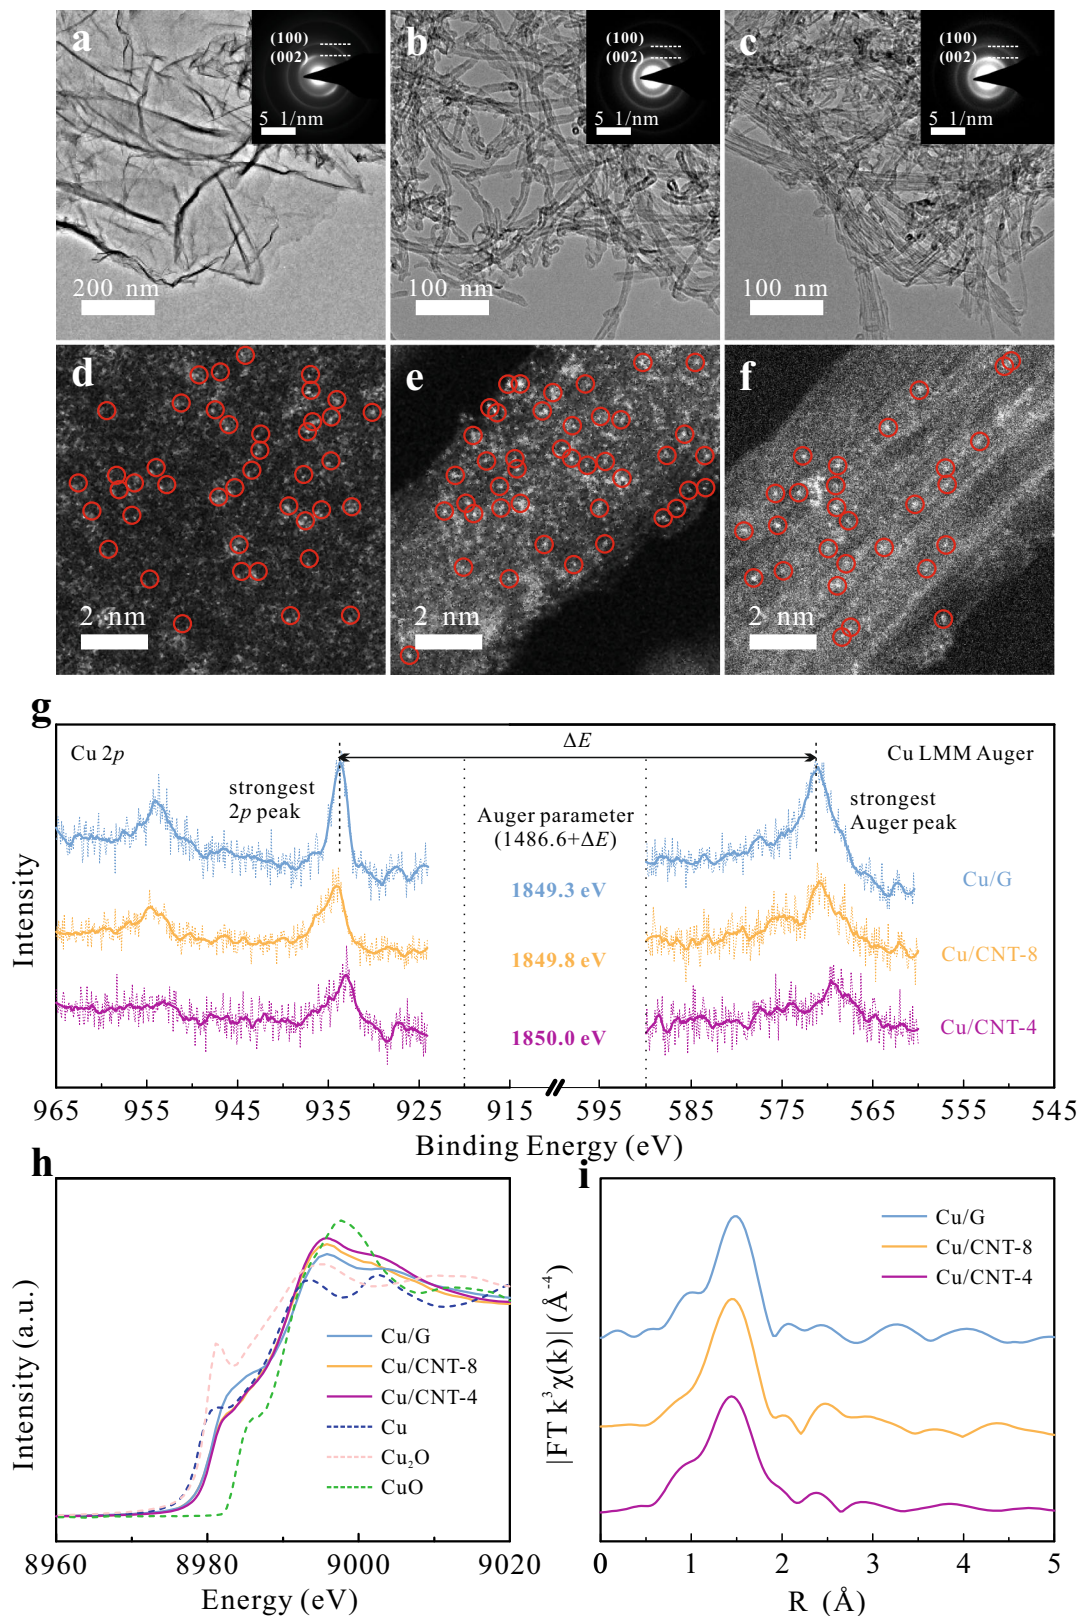 a
(100)
(002)
5 1/nm
200 nm
b
(100)
(002)
5 1/nm
100 nm
c
(100)
(002)
5 1/nm
100 nm
d
2 nm
e
2 nm
f
2 nm
g
Cu 2p
ΔE
Cu LMM Auger
strongest
2p peak
Auger parameter
(1486.6+ΔE)
strongest
Auger peak
1849.3 eV
Cu/G
1849.8 eV
Cu/CNT-8
1850.0 eV
Cu/CNT-4
Intensity
965 955 945 935 925 915 595 585 575 565 555 545
Binding Energy (eV)
h
Intensity (a.u.)
Cu/G
Cu/CNT-8
Cu/CNT-4
Cu
Cu₂O
CuO
8960 8980 9000 9020
Energy (eV)
i
|FT k³χ(k)| (Å⁻⁴)
Cu/G
Cu/CNT-8
Cu/CNT-4
0 1 2 3 4 5
R (Å)